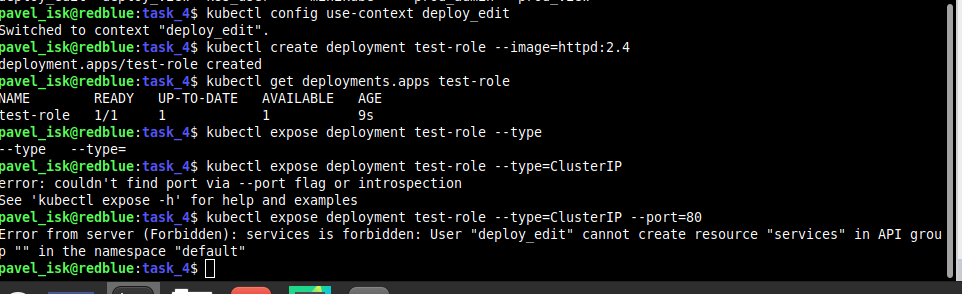 pavel_isk@redblue:task_4$ kubectl config use-context deploy_edit
Switched to context "deploy_edit".
pavel_isk@redblue:task_4$ kubectl create deployment test-role --image=httpd:2.4
deployment.apps/test-role created
pavel_isk@redblue:task_4$ kubectl get deployments.apps test-role
NAME        READY   UP-TO-DATE   AVAILABLE   AGE
test-role   1/1     1            1           9s
pavel_isk@redblue:task_4$ kubectl expose deployment test-role --type
--type   --type=
pavel_isk@redblue:task_4$ kubectl expose deployment test-role --type=ClusterIP
error: couldn't find port via --port flag or introspection
See 'kubectl expose -h' for help and examples
pavel_isk@redblue:task_4$ kubectl expose deployment test-role --type=ClusterIP --port=80
Error from server (Forbidden): services is forbidden: User "deploy_edit" cannot create resource "services" in API grou
p "" in the namespace "default"
pavel_isk@redblue:task_4$